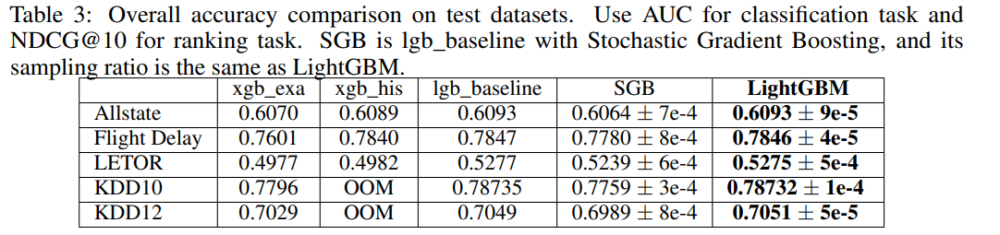 Table 3: Overall accuracy comparison on test datasets. Use AUC for classification task and
NDCG@10 for ranking task. SGB is lgb_baseline with Stochastic Gradient Boosting, and its
sampling ratio is the same as LightGBM.
xgb_exa xgb_his lgb_baseline SGB LightGBM
Allstate 0.6070 0.6089 0.6093 0.6064 ± 7e-4 0.6093 ± 9e-5
Flight Delay 0.7601 0.7840 0.7847 0.7780 ± 8e-4 0.7846 ± 4e-5
LETOR 0.4977 0.4982 0.5277 0.5239 ± 6e-4 0.5275 ± 5e-4
KDD10 0.7796 OOM 0.78735 0.7759 ± 3e-4 0.78732 ± 1e-4
KDD12 0.7029 OOM 0.7049 0.6989 ± 8e-4 0.7051 ± 5e-5